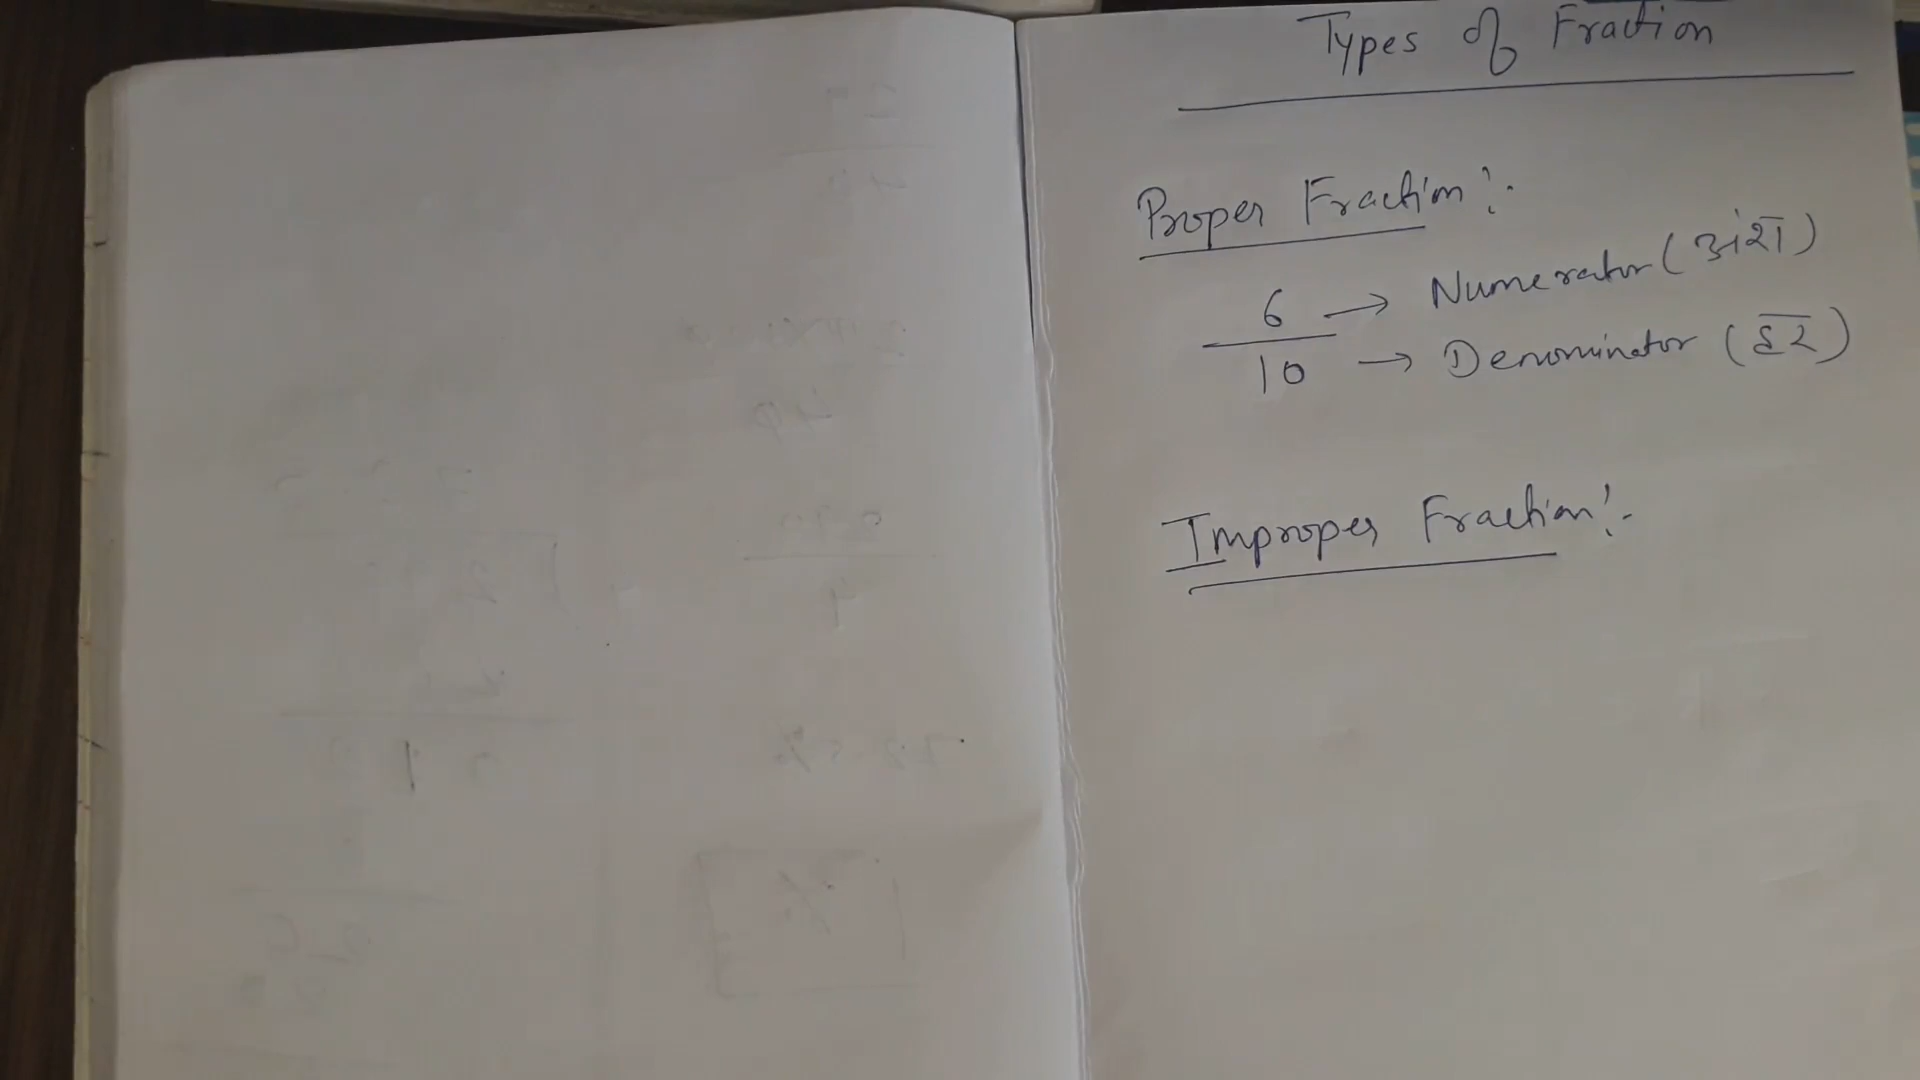 Types of Fraction
Proper Fraction :-
6 → Numerator (अंश)
10 → Denominator (हर)
Improper Fraction :-